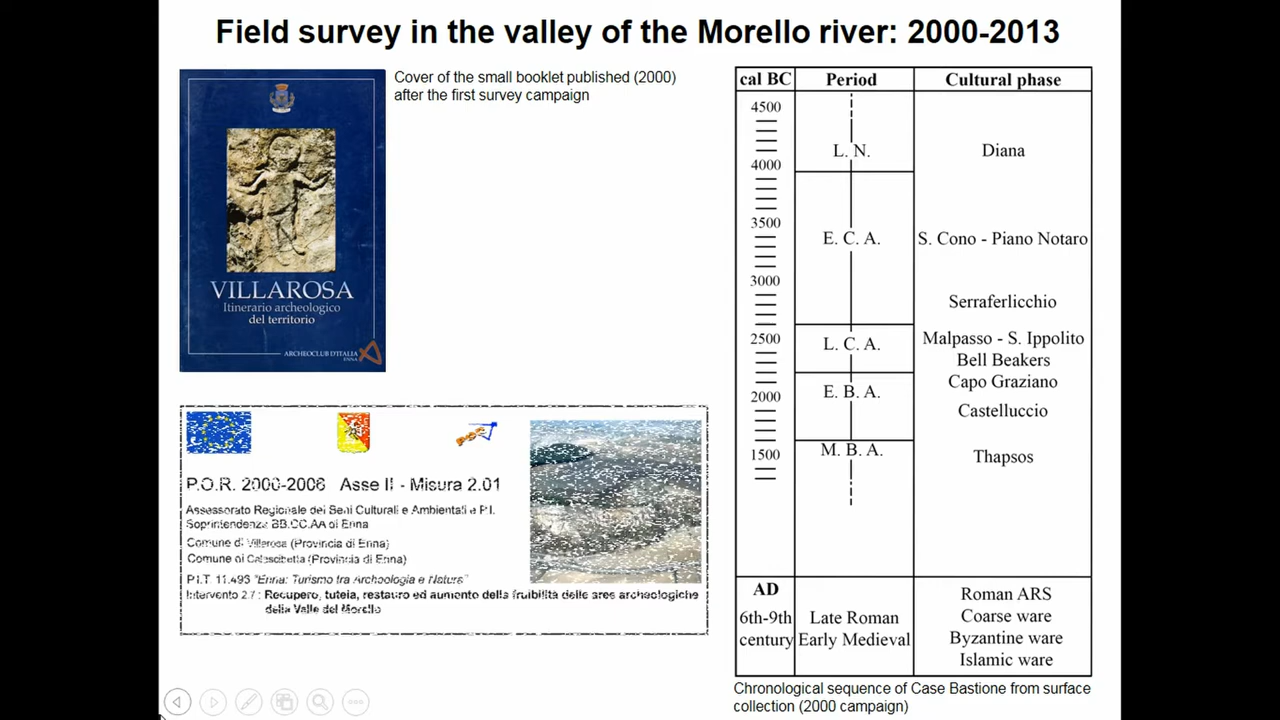 Field survey in the valley of the Morello river: 2000-2013
Cover of the small booklet published (2000)
after the first survey campaign
VILLAROSA
Itinerario archeologico
del territorio
ARCHEOCLUB D'ITALIA
ENNA
P.O.R. 2000-2006 Asse II - Misura 2.01
Assessorato Regionale dei Beni Culturali e Ambientali e P.I.
Soprintendenza BB.CC.AA di Enna
Comune di Villarosa (Provincia di Enna)
Comune di Calascibetta (Provincia di Enna)
P.I.T. 11.493 "Enna: Turismo tra Archeologia e Natura"
Intervento 2.7 : Recupero, tutela, restauro ed aumento della fruibilità delle aree archeologiche
della Valle del Morello
cal BC Period Cultural phase
4500
L. N. Diana
4000
3500
E. C. A. S. Cono - Piano Notaro
3000
Serraferlicchio
2500 L. C. A. Malpasso - S. Ippolito
Bell Beakers
Capo Graziano
2000 E. B. A.
Castelluccio
1500 M. B. A. Thapsos
AD Roman ARS
6th-9th Late Roman Coarse ware
century Early Medieval Byzantine ware
Islamic ware
Chronological sequence of Case Bastione from surface
collection (2000 campaign)